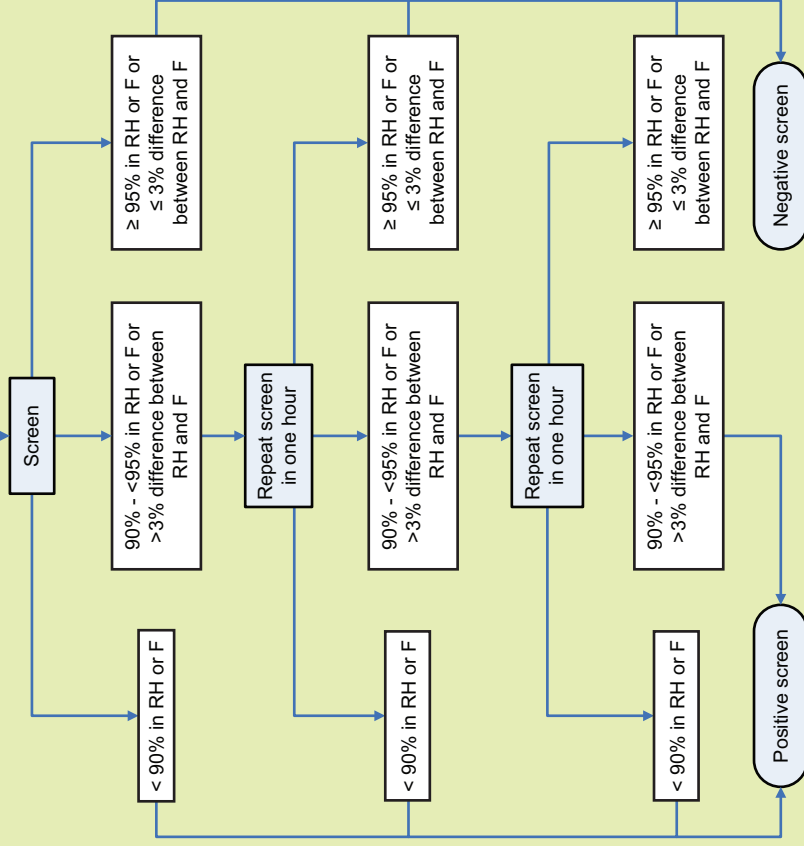 Screen
< 90% in RH or F
90% - <95% in RH or F or
>3% difference between
RH and F
≥ 95% in RH or F or
≤ 3% difference
between RH and F
Repeat screen
in one hour
< 90% in RH or F
90% - <95% in RH or F or
>3% difference between
RH and F
≥ 95% in RH or F or
≤ 3% difference
between RH and F
Repeat screen
in one hour
< 90% in RH or F
90% - <95% in RH or F or
>3% difference between
RH and F
≥ 95% in RH or F or
≤ 3% difference
between RH and F
Positive screen
Negative screen